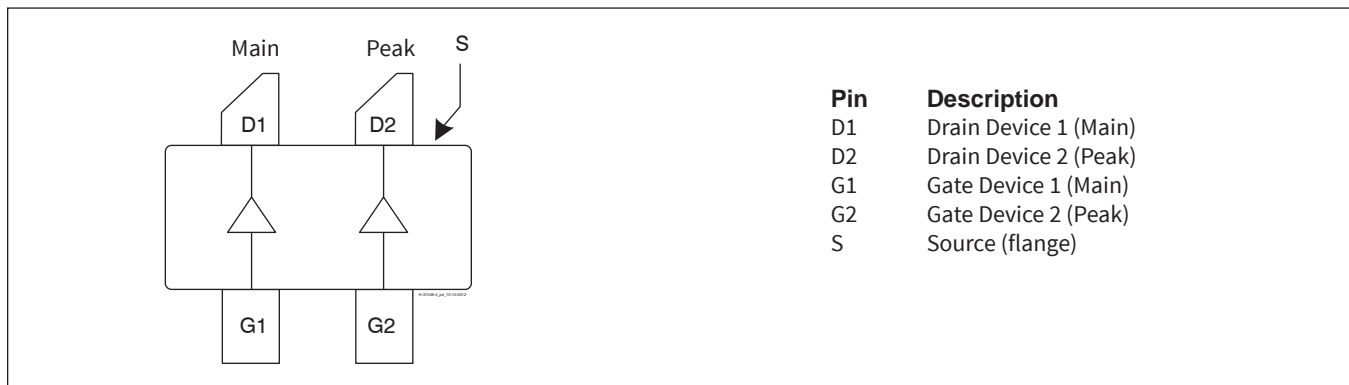 Main Peak S
D1 D2
G1 G2
Pin Description
D1 Drain Device 1 (Main)
D2 Drain Device 2 (Peak)
G1 Gate Device 1 (Main)
G2 Gate Device 2 (Peak)
S Source (flange)